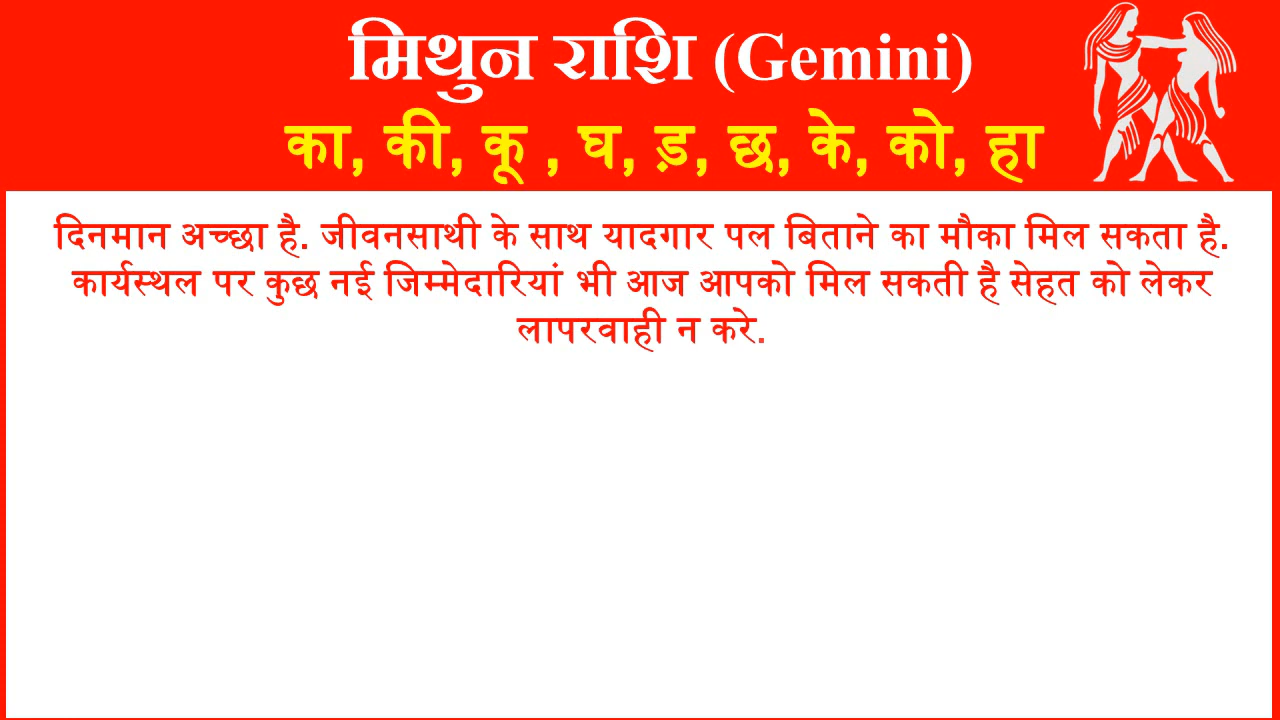 मिथुन राशि (Gemini)
का, की, कू , घ, ड़, छ, के, को, हा
दिनमान अच्छा है. जीवनसाथी के साथ यादगार पल बिताने का मौका मिल सकता है.
कार्यस्थल पर कुछ नई जिम्मेदारियां भी आज आपको मिल सकती है सेहत को लेकर
लापरवाही न करे.